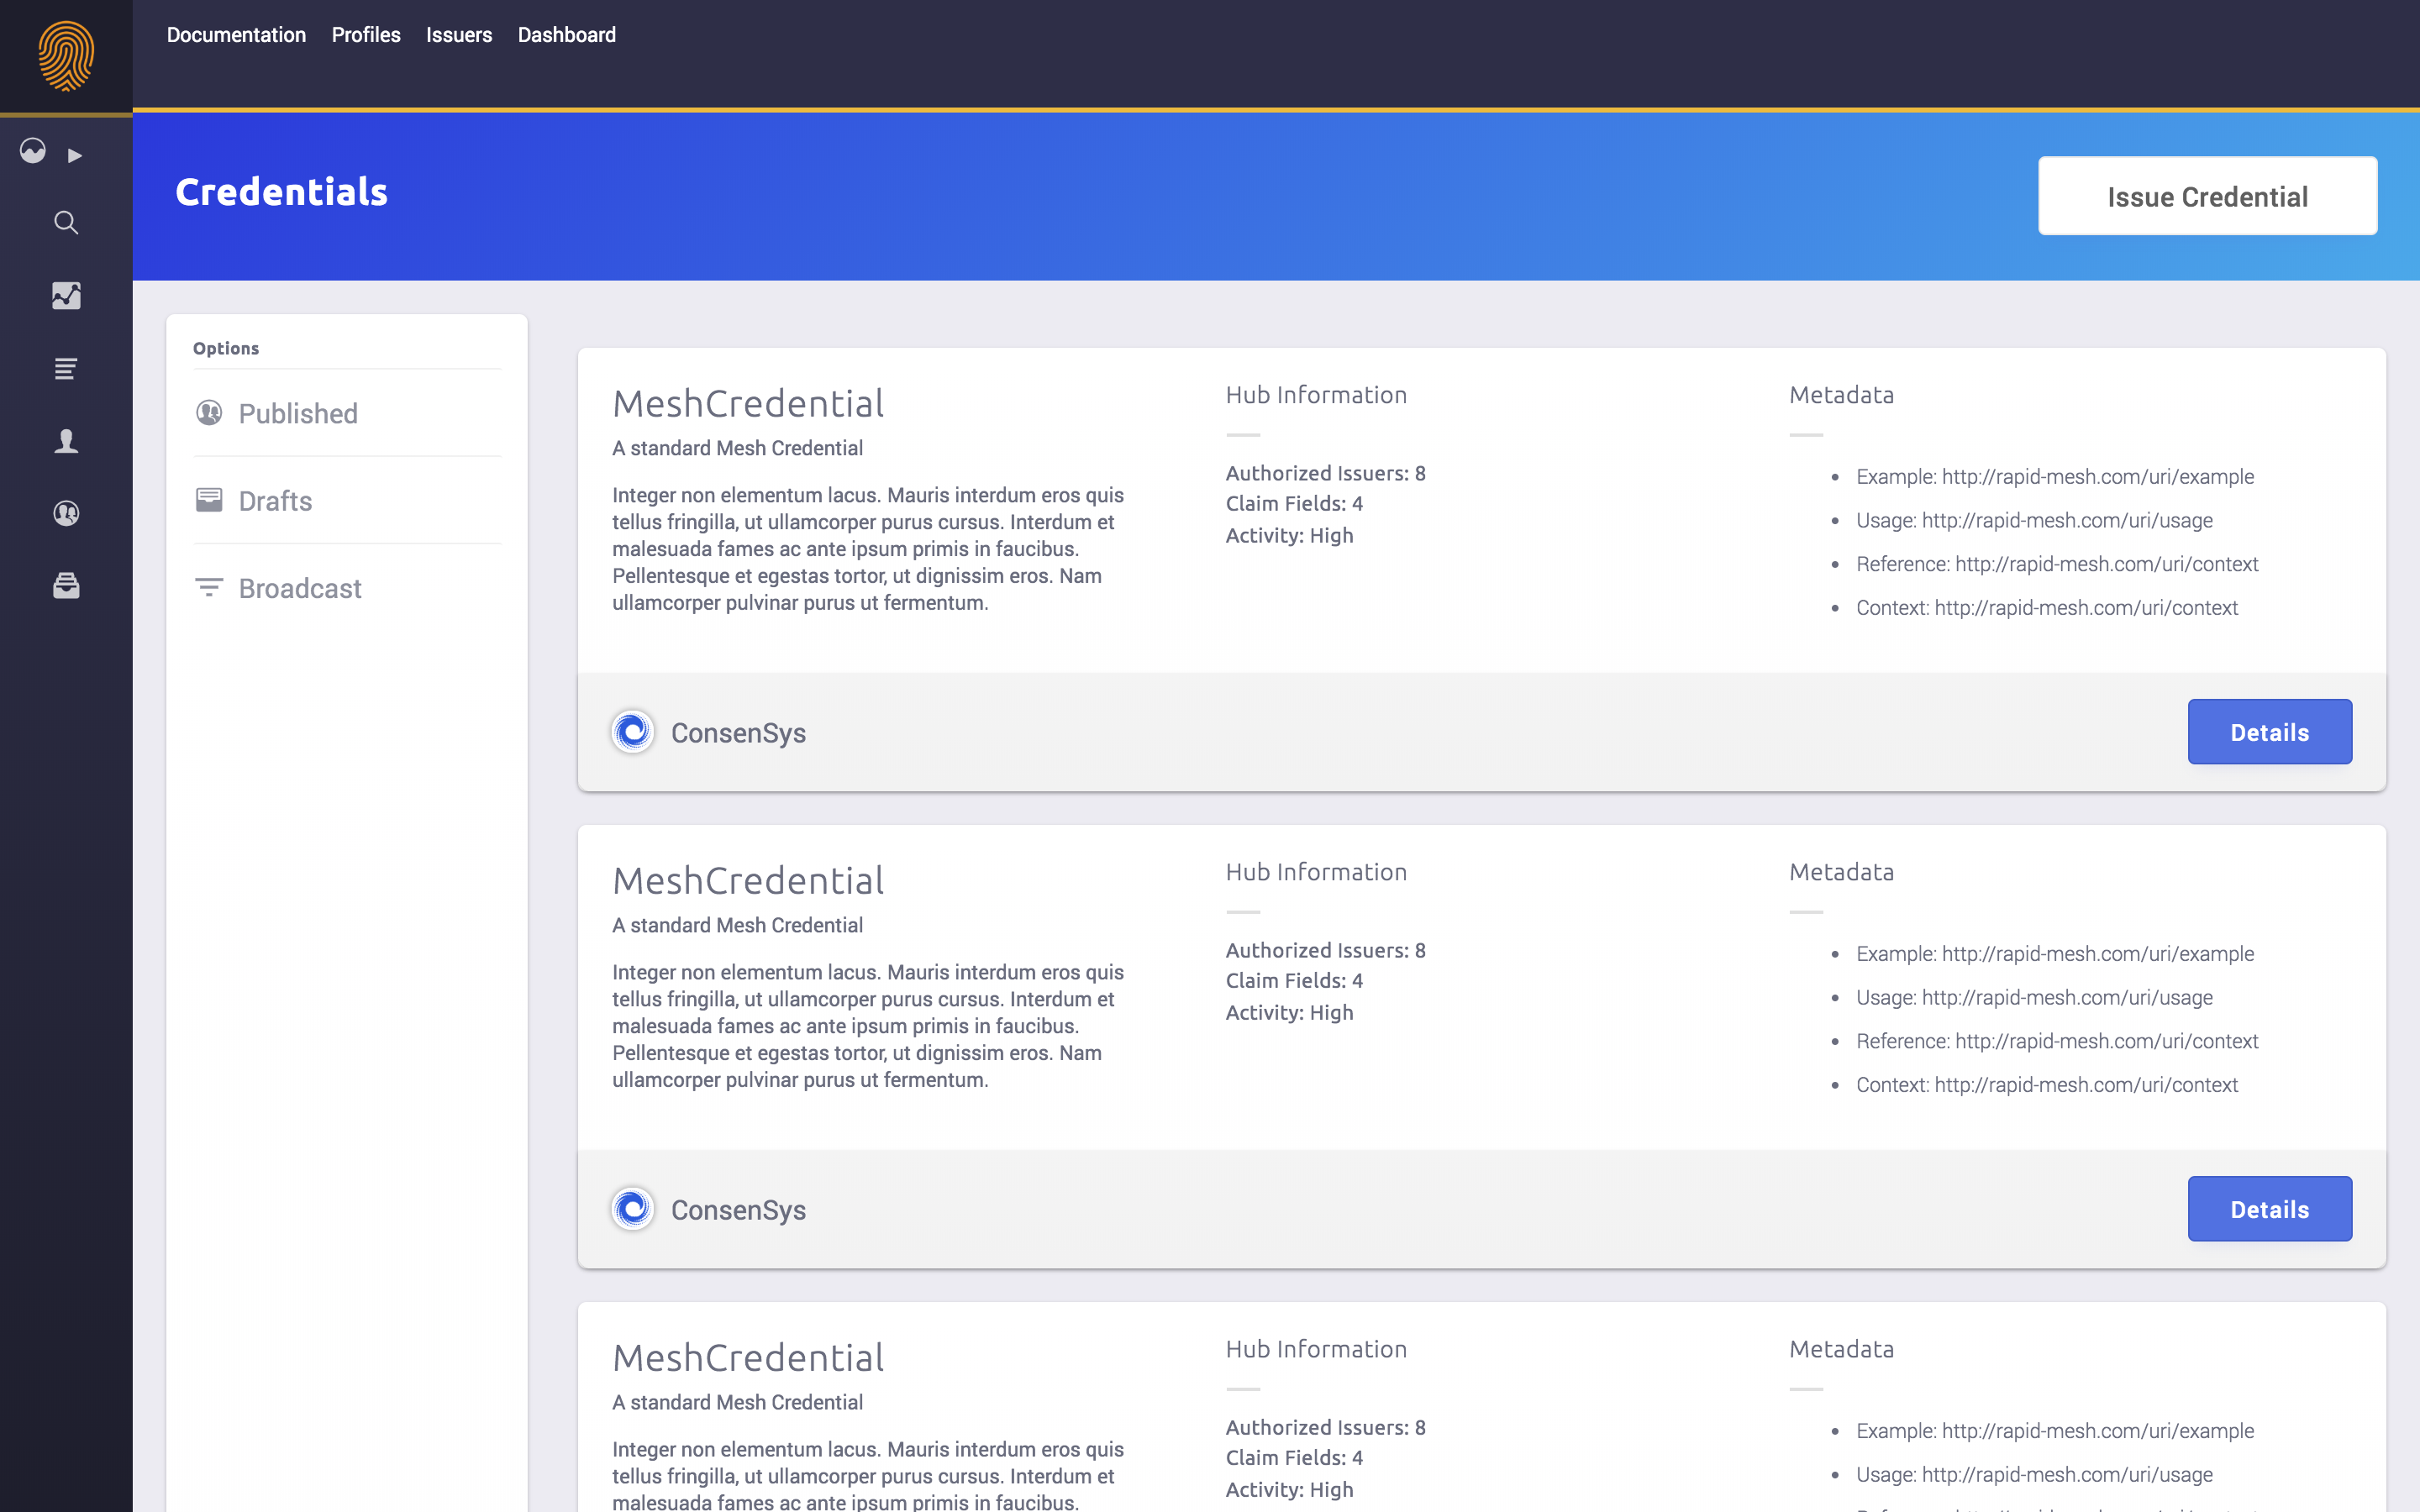 Documentation Profiles Issuers Dashboard
Credentials
Issue Credential
Options
Published
Drafts
Broadcast
MeshCredential
A standard Mesh Credential
Integer non elementum lacus. Mauris interdum eros quis
tellus fringilla, ut ullamcorper purus cursus. Interdum et
malesuada fames ac ante ipsum primis in faucibus.
Pellentesque et egestas tortor, ut dignissim eros. Nam
ullamcorper pulvinar purus ut fermentum.
Hub Information
Authorized Issuers: 8
Claim Fields: 4
Activity: High
Metadata
Example: http://rapid-mesh.com/uri/example
Usage: http://rapid-mesh.com/uri/usage
Reference: http://rapid-mesh.com/uri/context
Context: http://rapid-mesh.com/uri/context
ConsenSys
Details
MeshCredential
A standard Mesh Credential
Integer non elementum lacus. Mauris interdum eros quis
tellus fringilla, ut ullamcorper purus cursus. Interdum et
malesuada fames ac ante ipsum primis in faucibus.
Pellentesque et egestas tortor, ut dignissim eros. Nam
ullamcorper pulvinar purus ut fermentum.
Hub Information
Authorized Issuers: 8
Claim Fields: 4
Activity: High
Metadata
Example: http://rapid-mesh.com/uri/example
Usage: http://rapid-mesh.com/uri/usage
Reference: http://rapid-mesh.com/uri/context
Context: http://rapid-mesh.com/uri/context
ConsenSys
Details
MeshCredential
A standard Mesh Credential
Integer non elementum lacus. Mauris interdum eros quis
tellus fringilla, ut ullamcorper purus cursus. Interdum et
malesuada fames ac ante ipsum primis in faucibus.
Hub Information
Authorized Issuers: 8
Claim Fields: 4
Activity: High
Metadata
Example: http://rapid-mesh.com/uri/example
Usage: http://rapid-mesh.com/uri/usage